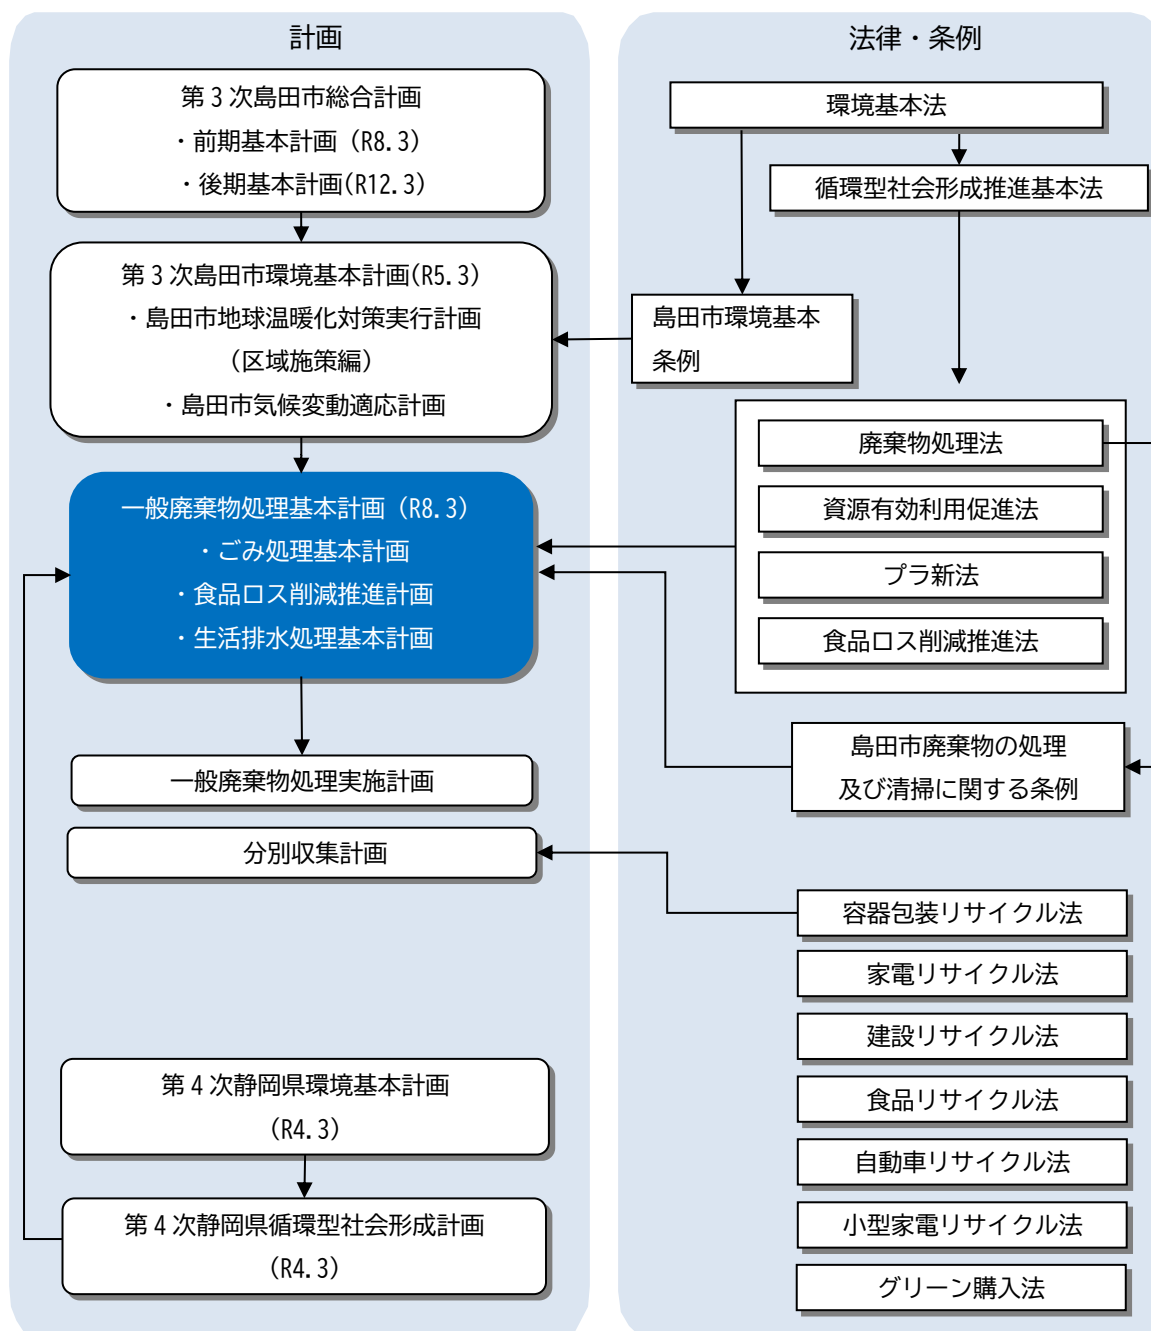 計画
第3次島田市総合計画
・前期基本計画（R8.3）
・後期基本計画(R12.3)
第3次島田市環境基本計画(R5.3)
・島田市地球温暖化対策実行計画
（区域施策編）
・島田市気候変動適応計画
一般廃棄物処理基本計画（R8.3）
・ごみ処理基本計画
・食品ロス削減推進計画
・生活排水処理基本計画
一般廃棄物処理実施計画
分別収集計画
第4次静岡県環境基本計画
（R4.3）
第4次静岡県循環型社会形成計画
（R4.3）
法律・条例
環境基本法
循環型社会形成推進基本法
島田市環境基本
条例
廃棄物処理法
資源有効利用促進法
プラ新法
食品ロス削減推進法
島田市廃棄物の処理
及び清掃に関する条例
容器包装リサイクル法
家電リサイクル法
建設リサイクル法
食品リサイクル法
自動車リサイクル法
小型家電リサイクル法
グリーン購入法